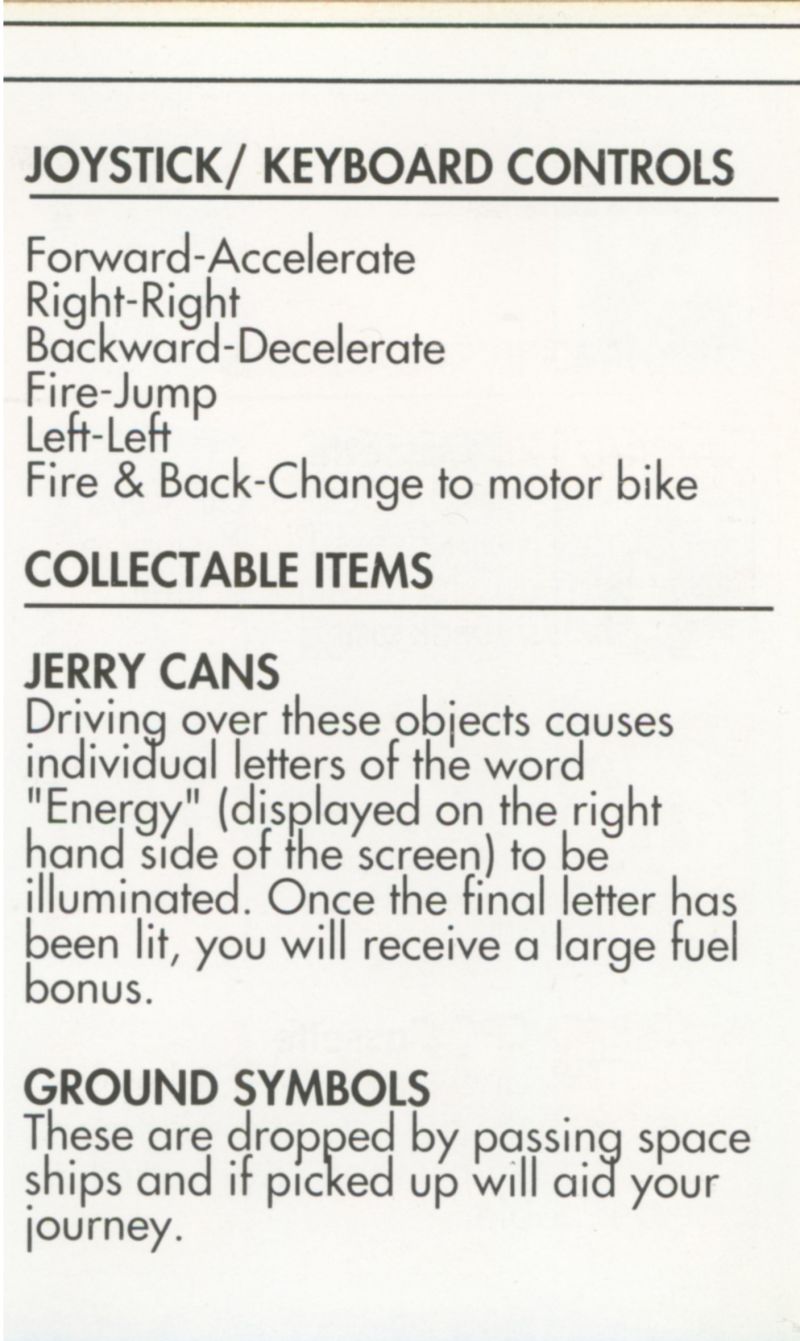 JOYSTICK/ KEYBOARD CONTROLS
Forward-Accelerate
Right-Right
Backward-Decelerate
Fire-Jump
Left-Left
Fire & Back-Change to motor bike
COLLECTABLE ITEMS
JERRY CANS
Driving over these objects causes
individual letters of the word
"Energy" (displayed on the right
hand side of the screen) to be
illuminated. Once the final letter has
been lit, you will receive a large fuel
bonus.
GROUND SYMBOLS
These are dropped by passing space
ships and if picked up will aid your
journey.